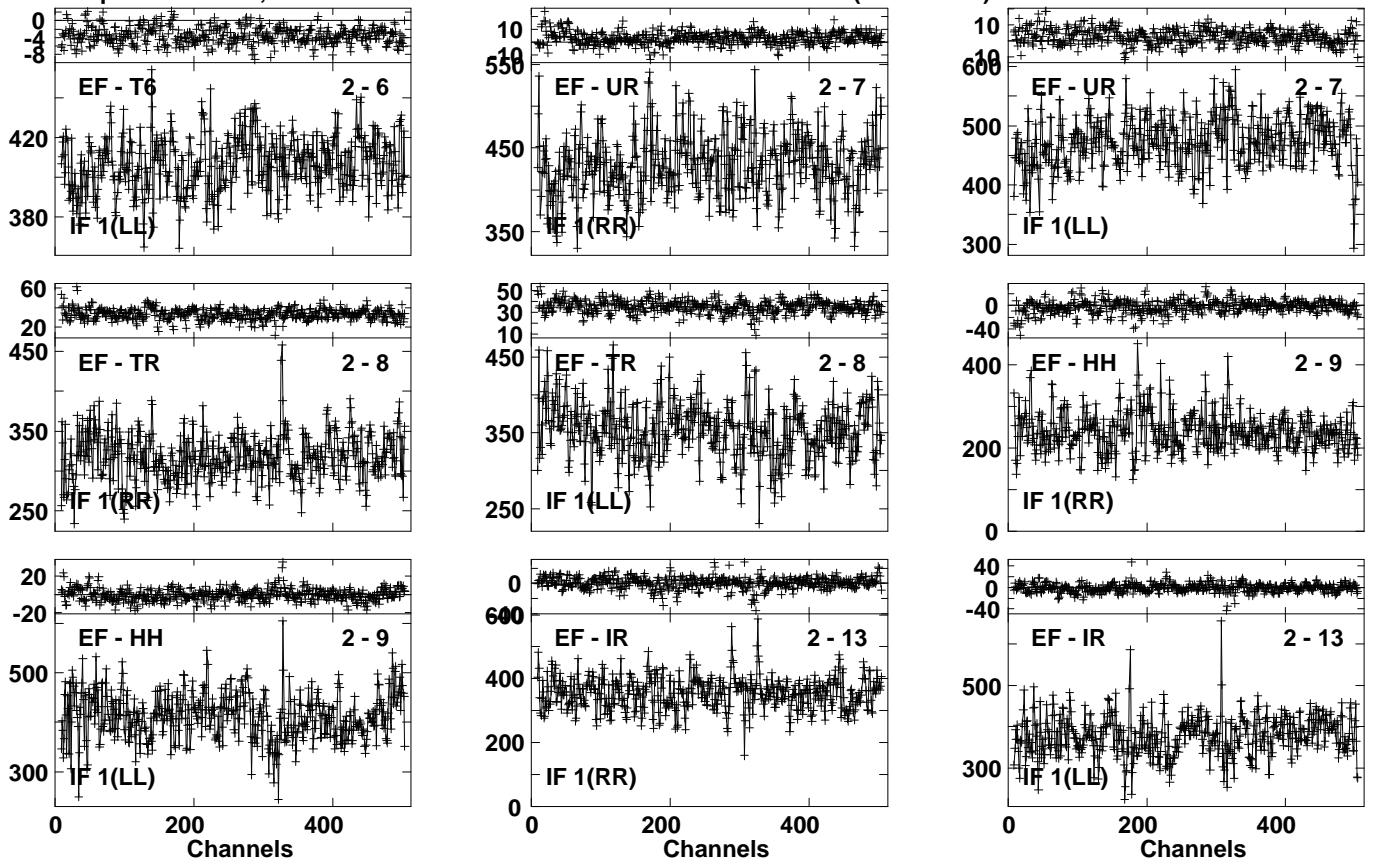 0
-4
-8
EF - T6 2 - 6
420
380
IF 1(LL)
10
550
EF - UR 2 - 7
450
350
IF 1(RR)
10
600
EF - UR 2 - 7
500
400
IF 1(LL)
300
60
20
450
EF - TR 2 - 8
350
IF 1(RR)
250
50
30
10
450
EF - TR 2 - 8
350
IF 1(LL)
250
0
-40
400
EF - HH 2 - 9
200
IF 1(RR)
0
20
-20
EF - HH 2 - 9
500
300
IF 1(LL)
0 200 400
Channels
0
EF - IR 2 - 13
400
200
IF 1(RR)
0
0 200 400
Channels
40
0
-40
EF - IR 2 - 13
500
300
IF 1(LL)
0 200 400
Channels